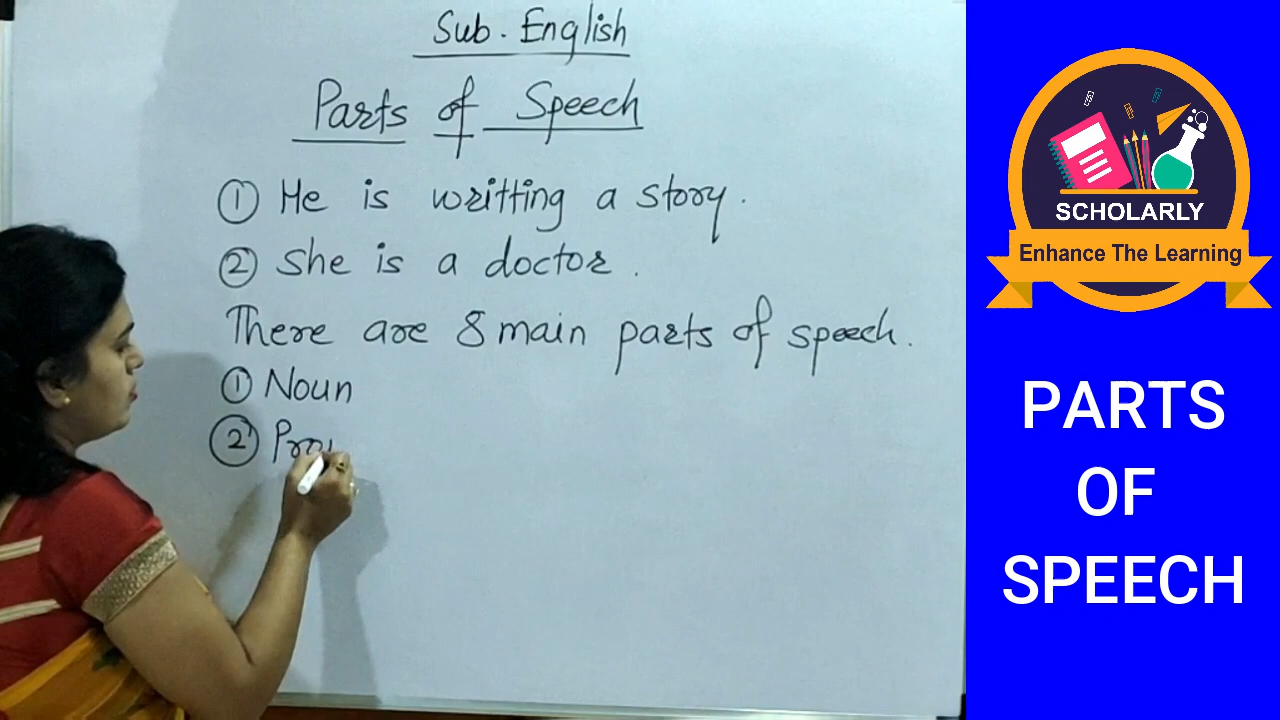 Sub. English
Parts of Speech
① He is writting a story.
② She is a doctor.
There are 8 main parts of speech.
① Noun
② Pro
SCHOLARLY
Enhance The Learning
PARTS
OF
SPEECH